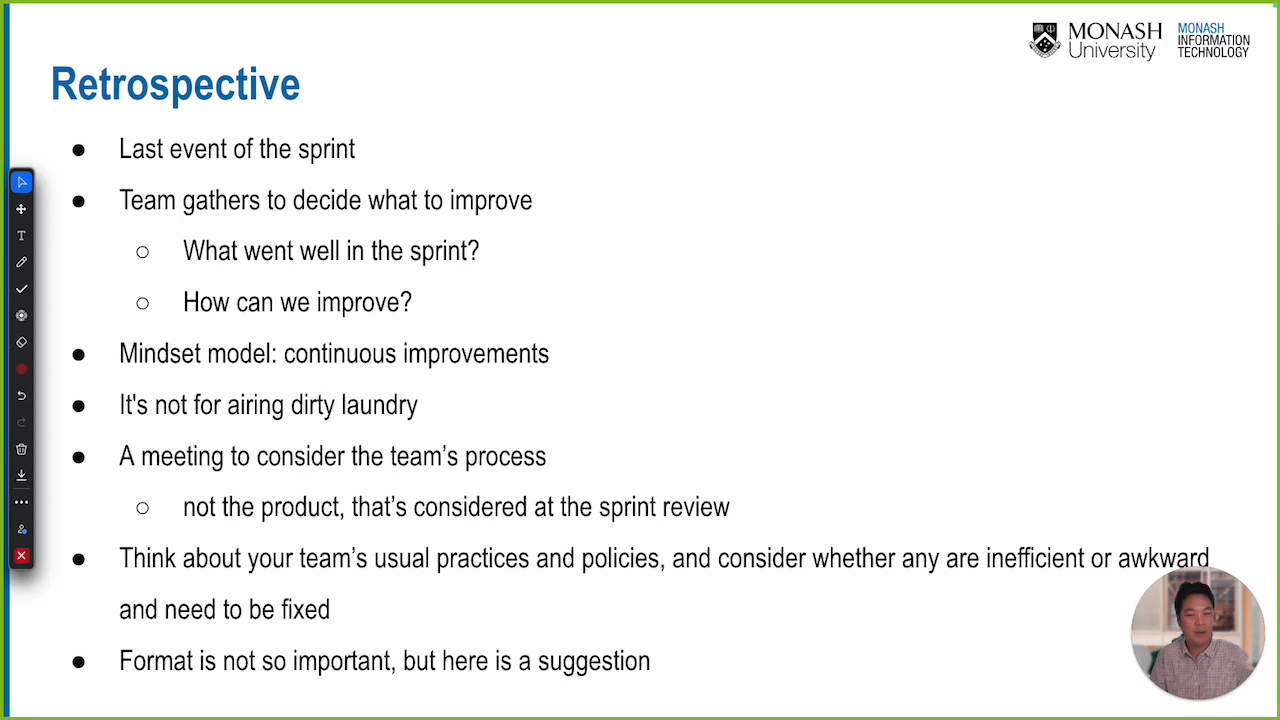 MONASH University
MONASH INFORMATION TECHNOLOGY
Retrospective
● Last event of the sprint
● Team gathers to decide what to improve
○ What went well in the sprint?
○ How can we improve?
● Mindset model: continuous improvements
● It's not for airing dirty laundry
● A meeting to consider the team’s process
○ not the product, that’s considered at the sprint review
● Think about your team’s usual practices and policies, and consider whether any are inefficient or awkward
and need to be fixed
● Format is not so important, but here is a suggestion